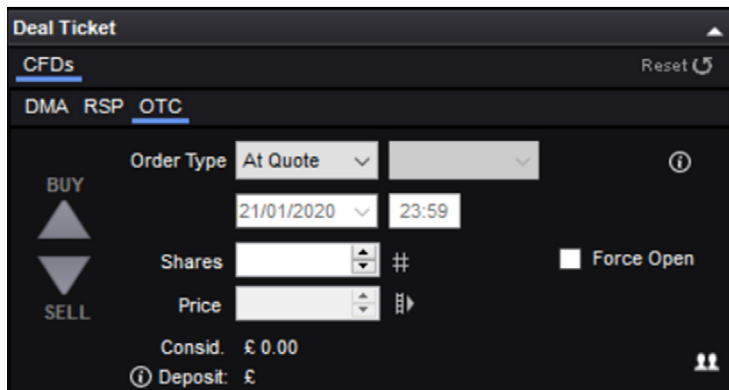 Deal Ticket
CFDs Reset
DMA RSP OTC
Order Type At Quote
BUY
21/01/2020 23:59
Shares # Force Open
Price
SELL
Consid. £ 0.00
Deposit: £